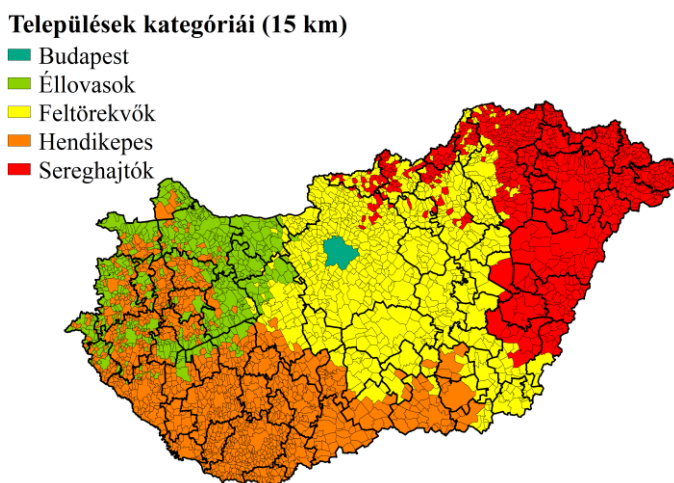 Települések kategóriái (15 km)
Budapest
Éllovasok
Feltörekvők
Hendikepes
Sereghajtók